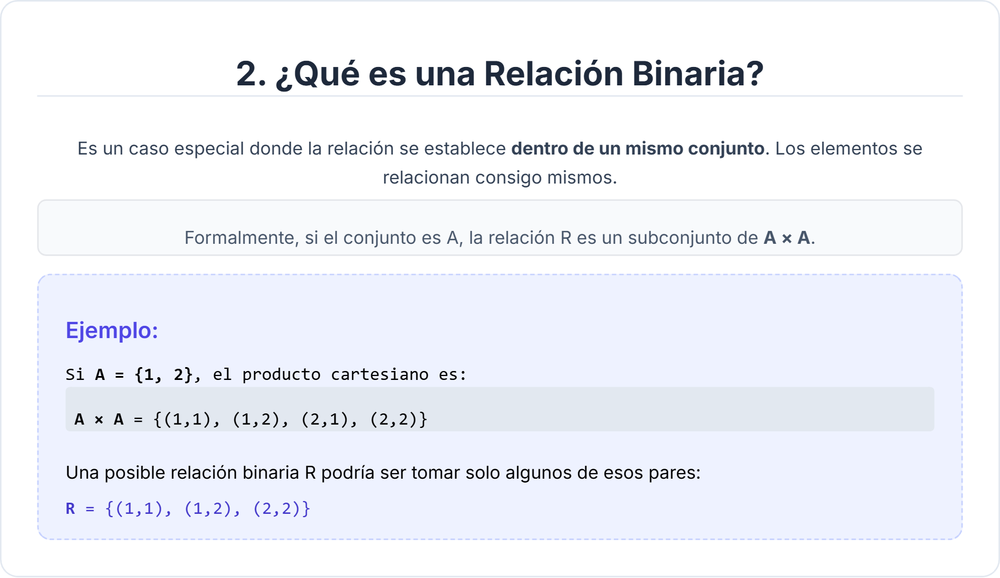 2. ¿Qué es una Relación Binaria?
Es un caso especial donde la relación se establece dentro de un mismo conjunto. Los elementos se
relacionan consigo mismos.
Formalmente, si el conjunto es A, la relación R es un subconjunto de A × A.
Ejemplo:
Si A = {1, 2}, el producto cartesiano es:
A × A = {(1,1), (1,2), (2,1), (2,2)}
Una posible relación binaria R podría ser tomar solo algunos de esos pares:
R = {(1,1), (1,2), (2,2)}